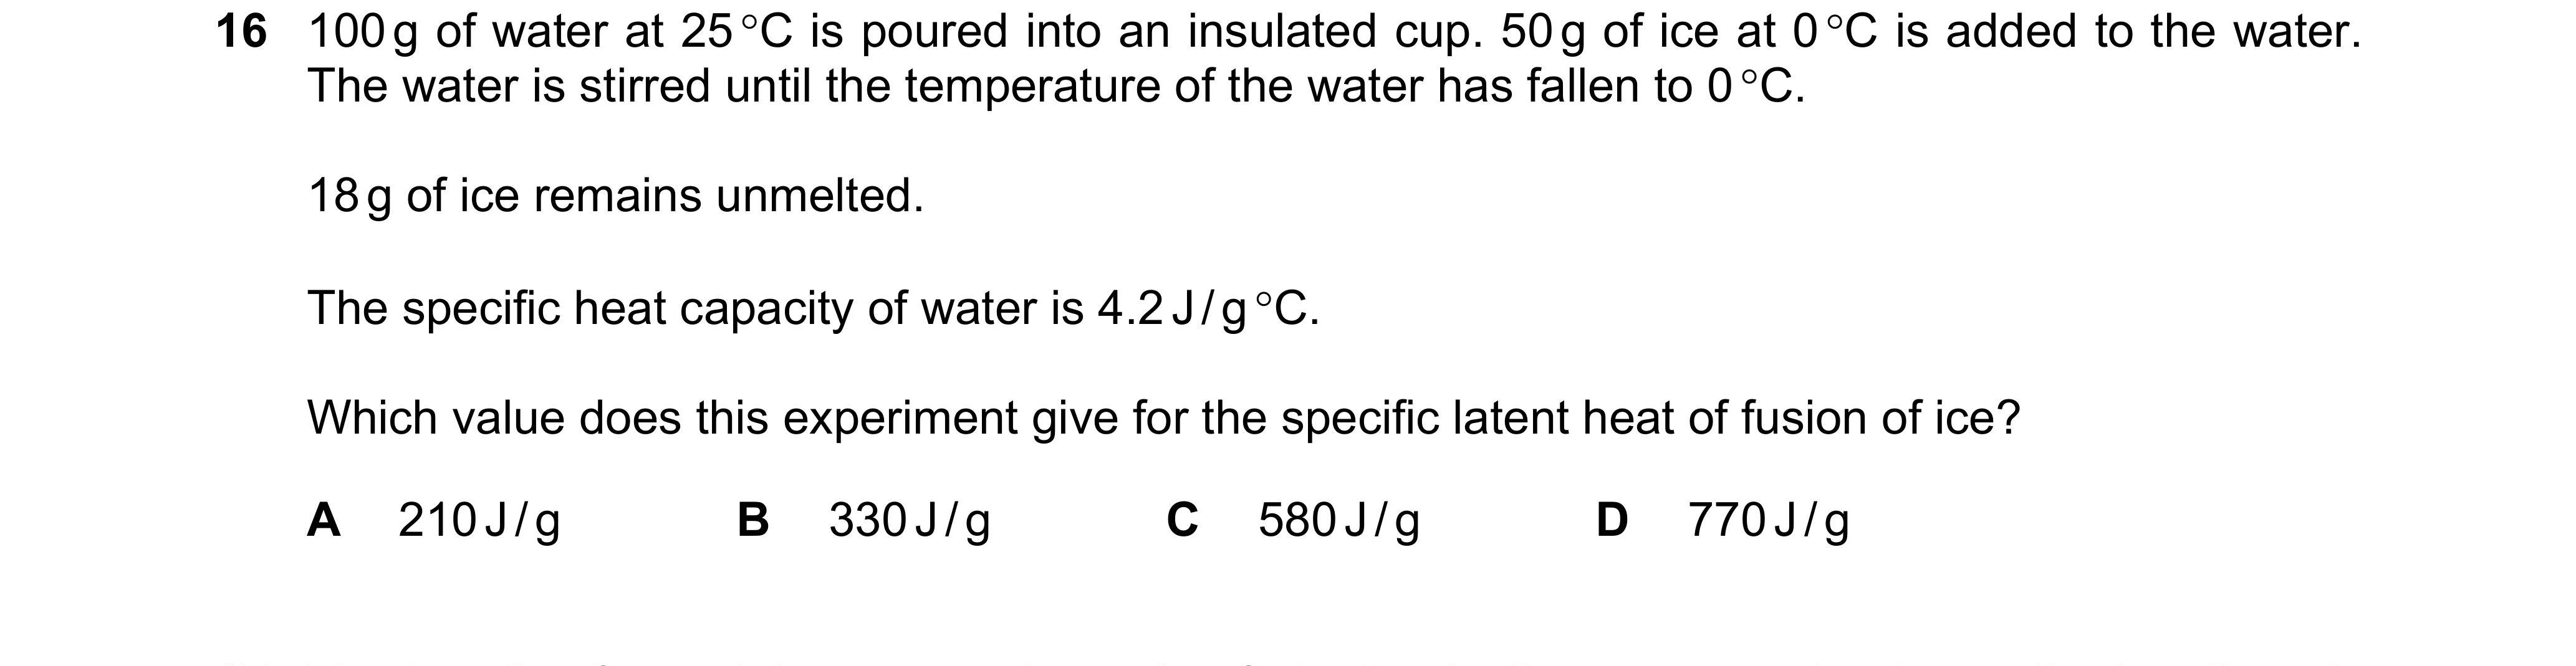 16 100 g of water at 25 °C is poured into an insulated cup. 50 g of ice at 0 °C is added to the water.
The water is stirred until the temperature of the water has fallen to 0 °C.
18 g of ice remains unmelted.
The specific heat capacity of water is 4.2 J / g °C.
Which value does this experiment give for the specific latent heat of fusion of ice?
A 210 J / g B 330 J / g C 580 J / g D 770 J / g